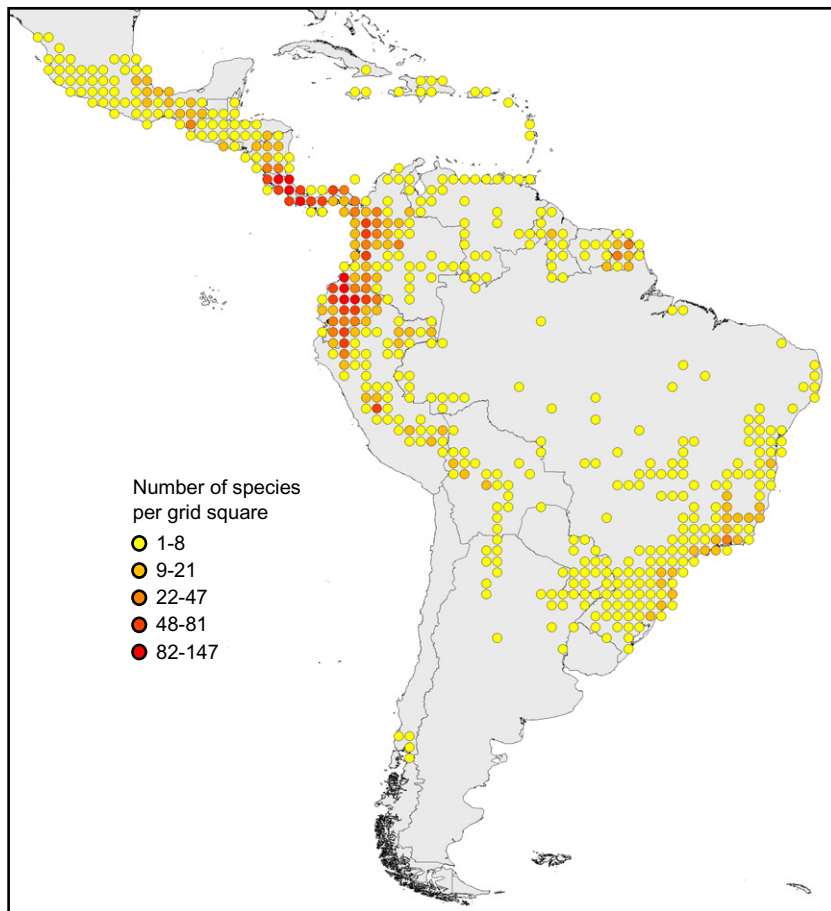 Number of species
per grid square
1-8
9-21
22-47
48-81
82-147